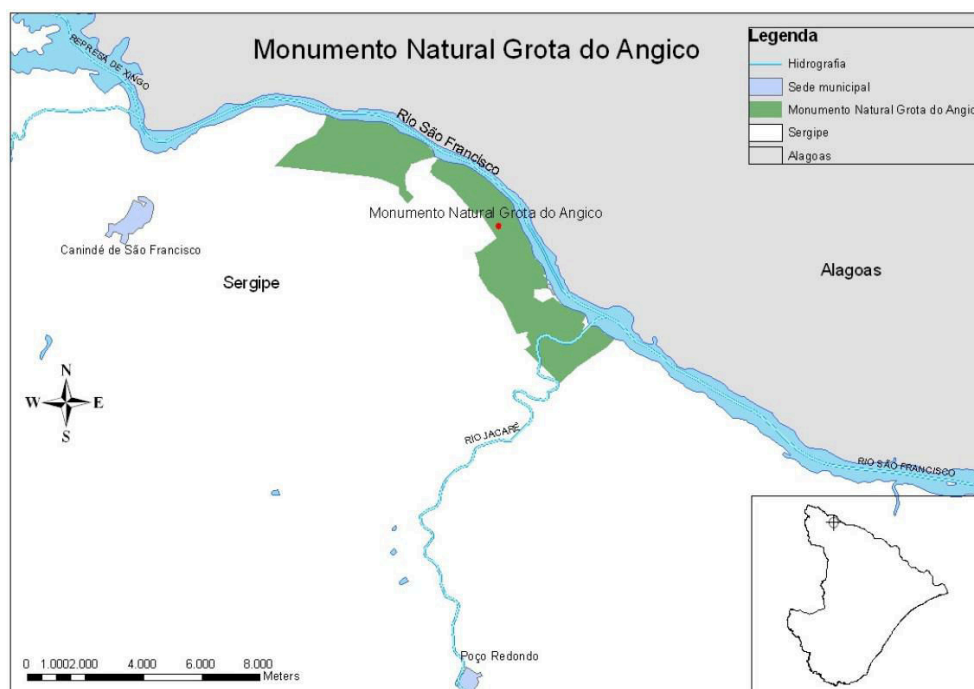 Monumento Natural Grota do Angico
Legenda
Hidrografia
Sede municipal
Monumento Natural Grota do Angico
Sergipe
Alagoas
REPRESA DE XINGO
Rio São Francisco
Monumento Natural Grota do Angico
Canindé de São Francisco
Sergipe
Alagoas
N
W E
S
RIO JACARÉ
RIO SÃO FRANCISCO
Poço Redondo
0 1.0002.000 4.000 6.000 8.000
Meters